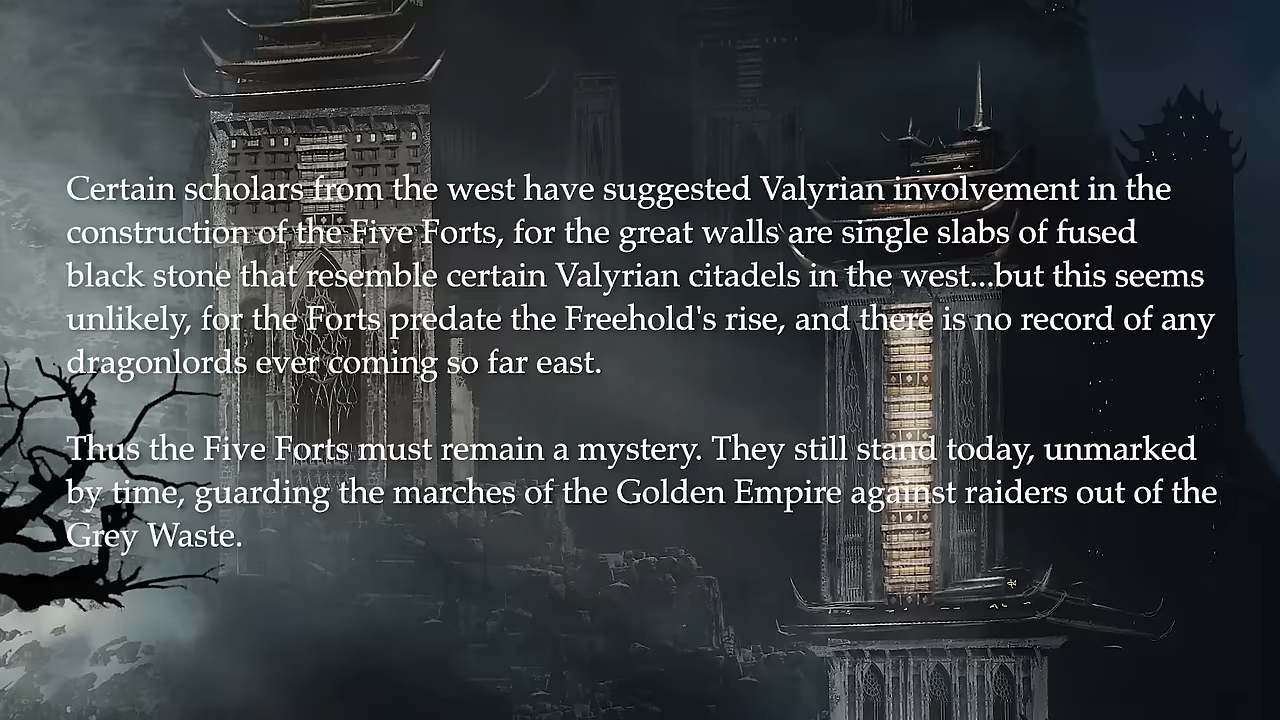 Certain scholars from the west have suggested Valyrian involvement in the
construction of the Five Forts, for the great walls are single slabs of fused
black stone that resemble certain Valyrian citadels in the west...but this seems
unlikely, for the Forts predate the Freehold's rise, and there is no record of any
dragonlords ever coming so far east.
Thus the Five Forts must remain a mystery. They still stand today, unmarked
by time, guarding the marches of the Golden Empire against raiders out of the
Grey Waste.